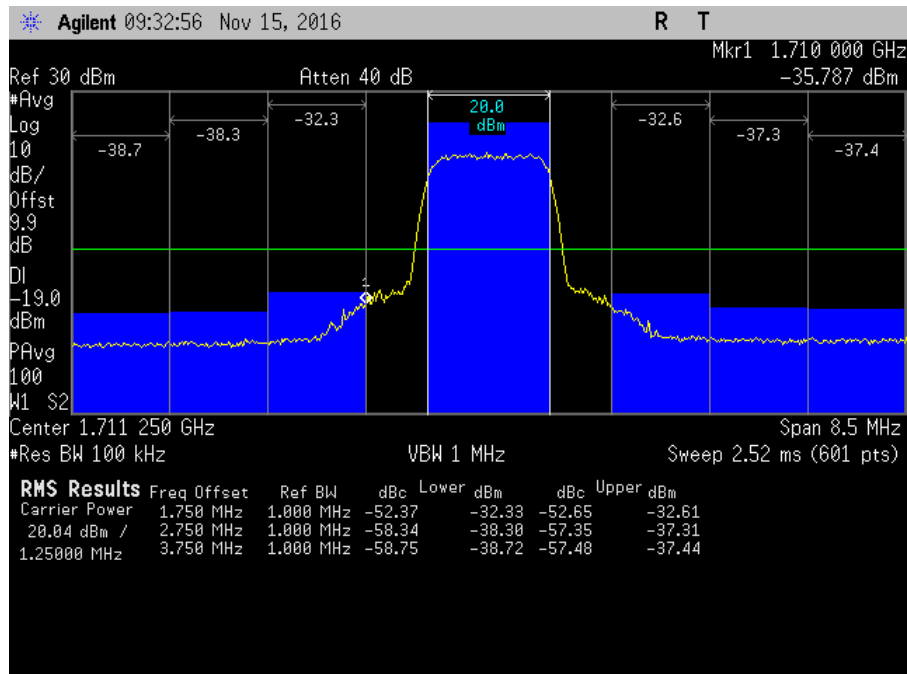 Agilent 09:32:56 Nov 15, 2016 R T
Mkr1 1.710 000 GHz
Ref 30 dBm Atten 40 dB −35.787 dBm
#Avg
Log
10
dB/
Offst
9.9
dB
DI
−19.0
dBm
PAvg
100
W1 S2
−38.7 −38.3 −32.3 20.0 dBm −32.6 −37.3 −37.4
1
Center 1.711 250 GHz Span 8.5 MHz
#Res BW 100 kHz VBW 1 MHz Sweep 2.52 ms (601 pts)
RMS Results Freq Offset Ref BW dBc Lower dBm dBc Upper dBm
Carrier Power 1.750 MHz 1.000 MHz −52.37 −32.33 −52.65 −32.61
20.04 dBm / 2.750 MHz 1.000 MHz −58.34 −38.30 −57.35 −37.31
1.25000 MHz 3.750 MHz 1.000 MHz −58.75 −38.72 −57.48 −37.44